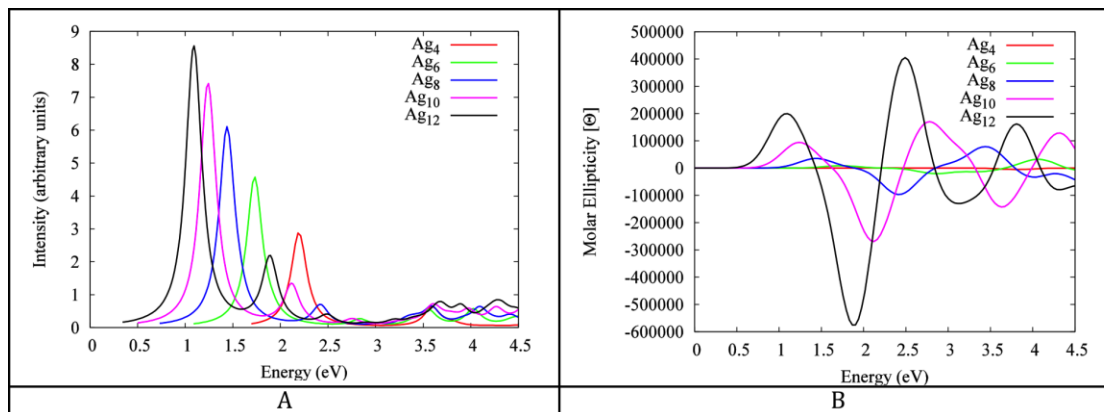 9
8
7
6
5
4
3
2
1
0
Intensity (arbitrary units)
Ag₄
Ag₆
Ag₈
Ag₁₀
Ag₁₂
0 0.5 1 1.5 2 2.5 3 3.5 4 4.5
Energy (eV)
A
500000
400000
300000
200000
100000
0
-100000
-200000
-300000
-400000
-500000
-600000
Molar Ellipticity [Θ]
Ag₄
Ag₆
Ag₈
Ag₁₀
Ag₁₂
0 0.5 1 1.5 2 2.5 3 3.5 4 4.5
Energy (eV)
B